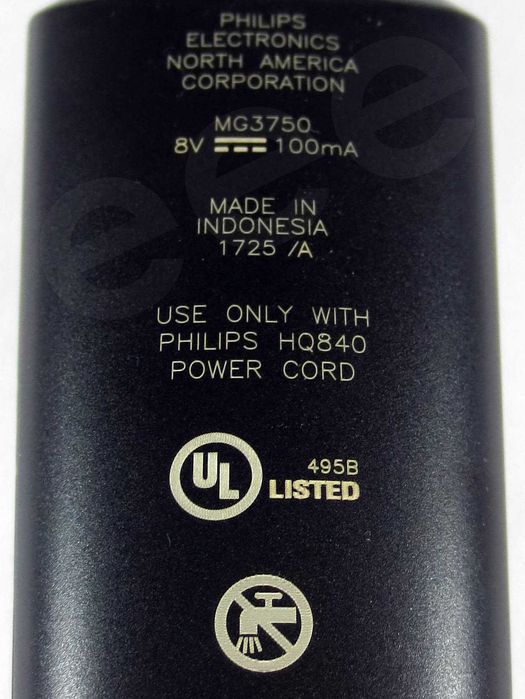 PHILIPS
ELECTRONICS
NORTH AMERICA
CORPORATION
MG3750
8V ⎓ 100mA
MADE IN
INDONESIA
1725 /A
USE ONLY WITH
PHILIPS HQ840
POWER CORD
UL
495B
LISTED
eee